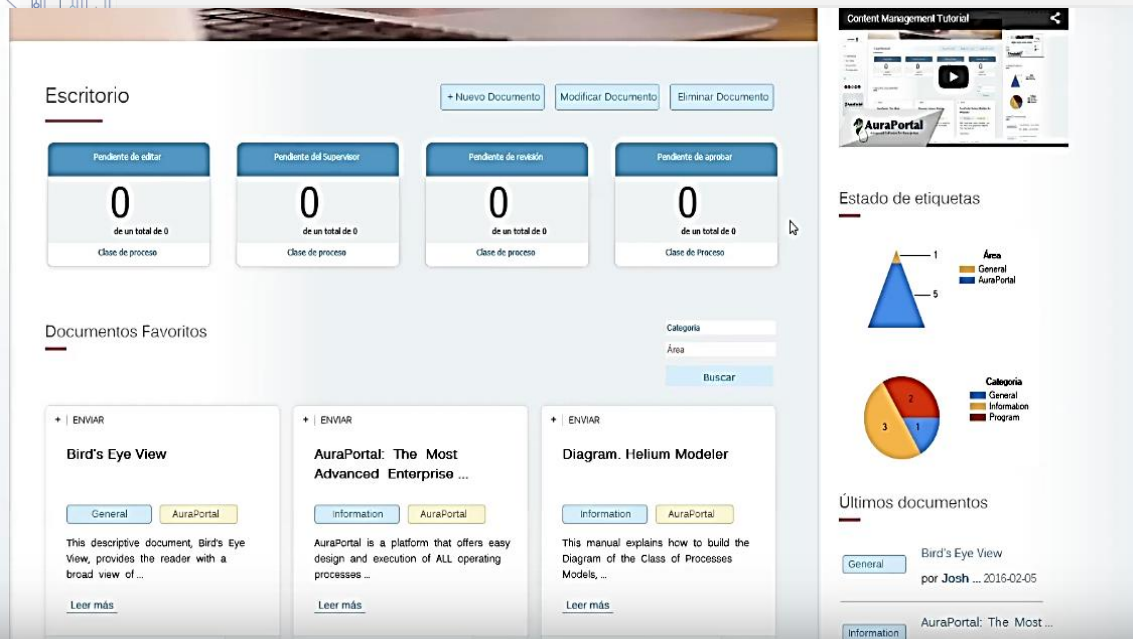 Content Management Tutorial
AuraPortal
Escritorio
+ Nuevo Documento
Modificar Documento
Eliminar Documento
Pendiente de editar
0
de un total de 0
Clase de proceso
Pendiente del Supervisor
0
de un total de 0
Clase de proceso
Pendiente de revisión
0
de un total de 0
Clase de proceso
Pendiente de aprobar
0
de un total de 0
Clase de Proceso
Estado de etiquetas
1
5
Área
General
AuraPortal
2
3
1
Categoria
General
Information
Program
Documentos Favoritos
Categoria
Área
Buscar
+ | ENVIAR
Bird's Eye View
General
AuraPortal
This descriptive document, Bird's Eye
View, provides the reader with a
broad view of ...
Leer más
+ | ENVIAR
AuraPortal: The Most
Advanced Enterprise ...
Information
AuraPortal
AuraPortal is a platform that offers easy
design and execution of ALL operating
processes ...
Leer más
+ | ENVIAR
Diagram. Helium Modeler
Information
AuraPortal
This manual explains how to build the
Diagram of the Class of Processes
Models, ...
Leer más
Últimos documentos
General
Bird's Eye View
por Josh ... 2016-02-05
Information
AuraPortal: The Most ...